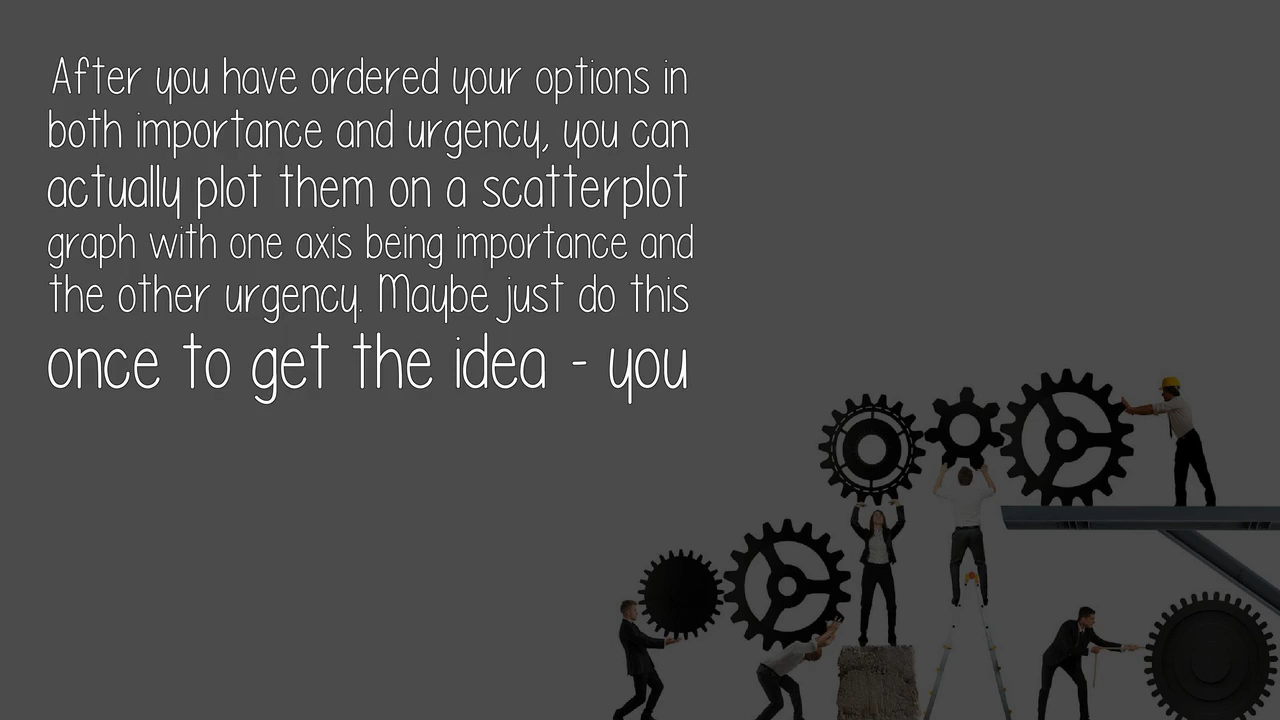 After you have ordered your options in
both importance and urgency, you can
actually plot them on a scatterplot
graph with one axis being importance and
the other urgency. Maybe just do this
once to get the idea - you